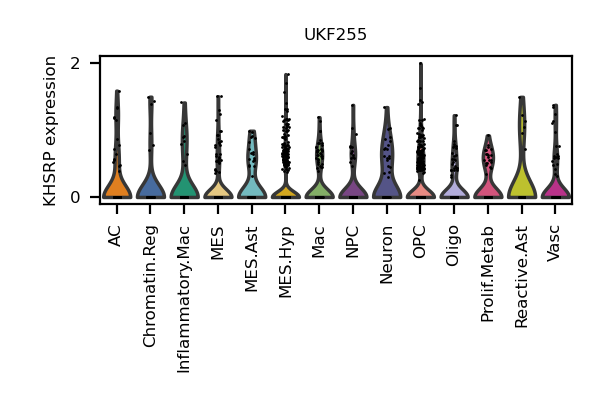 UKF255
KHSRP expression
2
0
AC
Chromatin.Reg
Inflammatory.Mac
MES
MES.Ast
MES.Hyp
Mac
NPC
Neuron
OPC
Oligo
Prolif.Metab
Reactive.Ast
Vasc